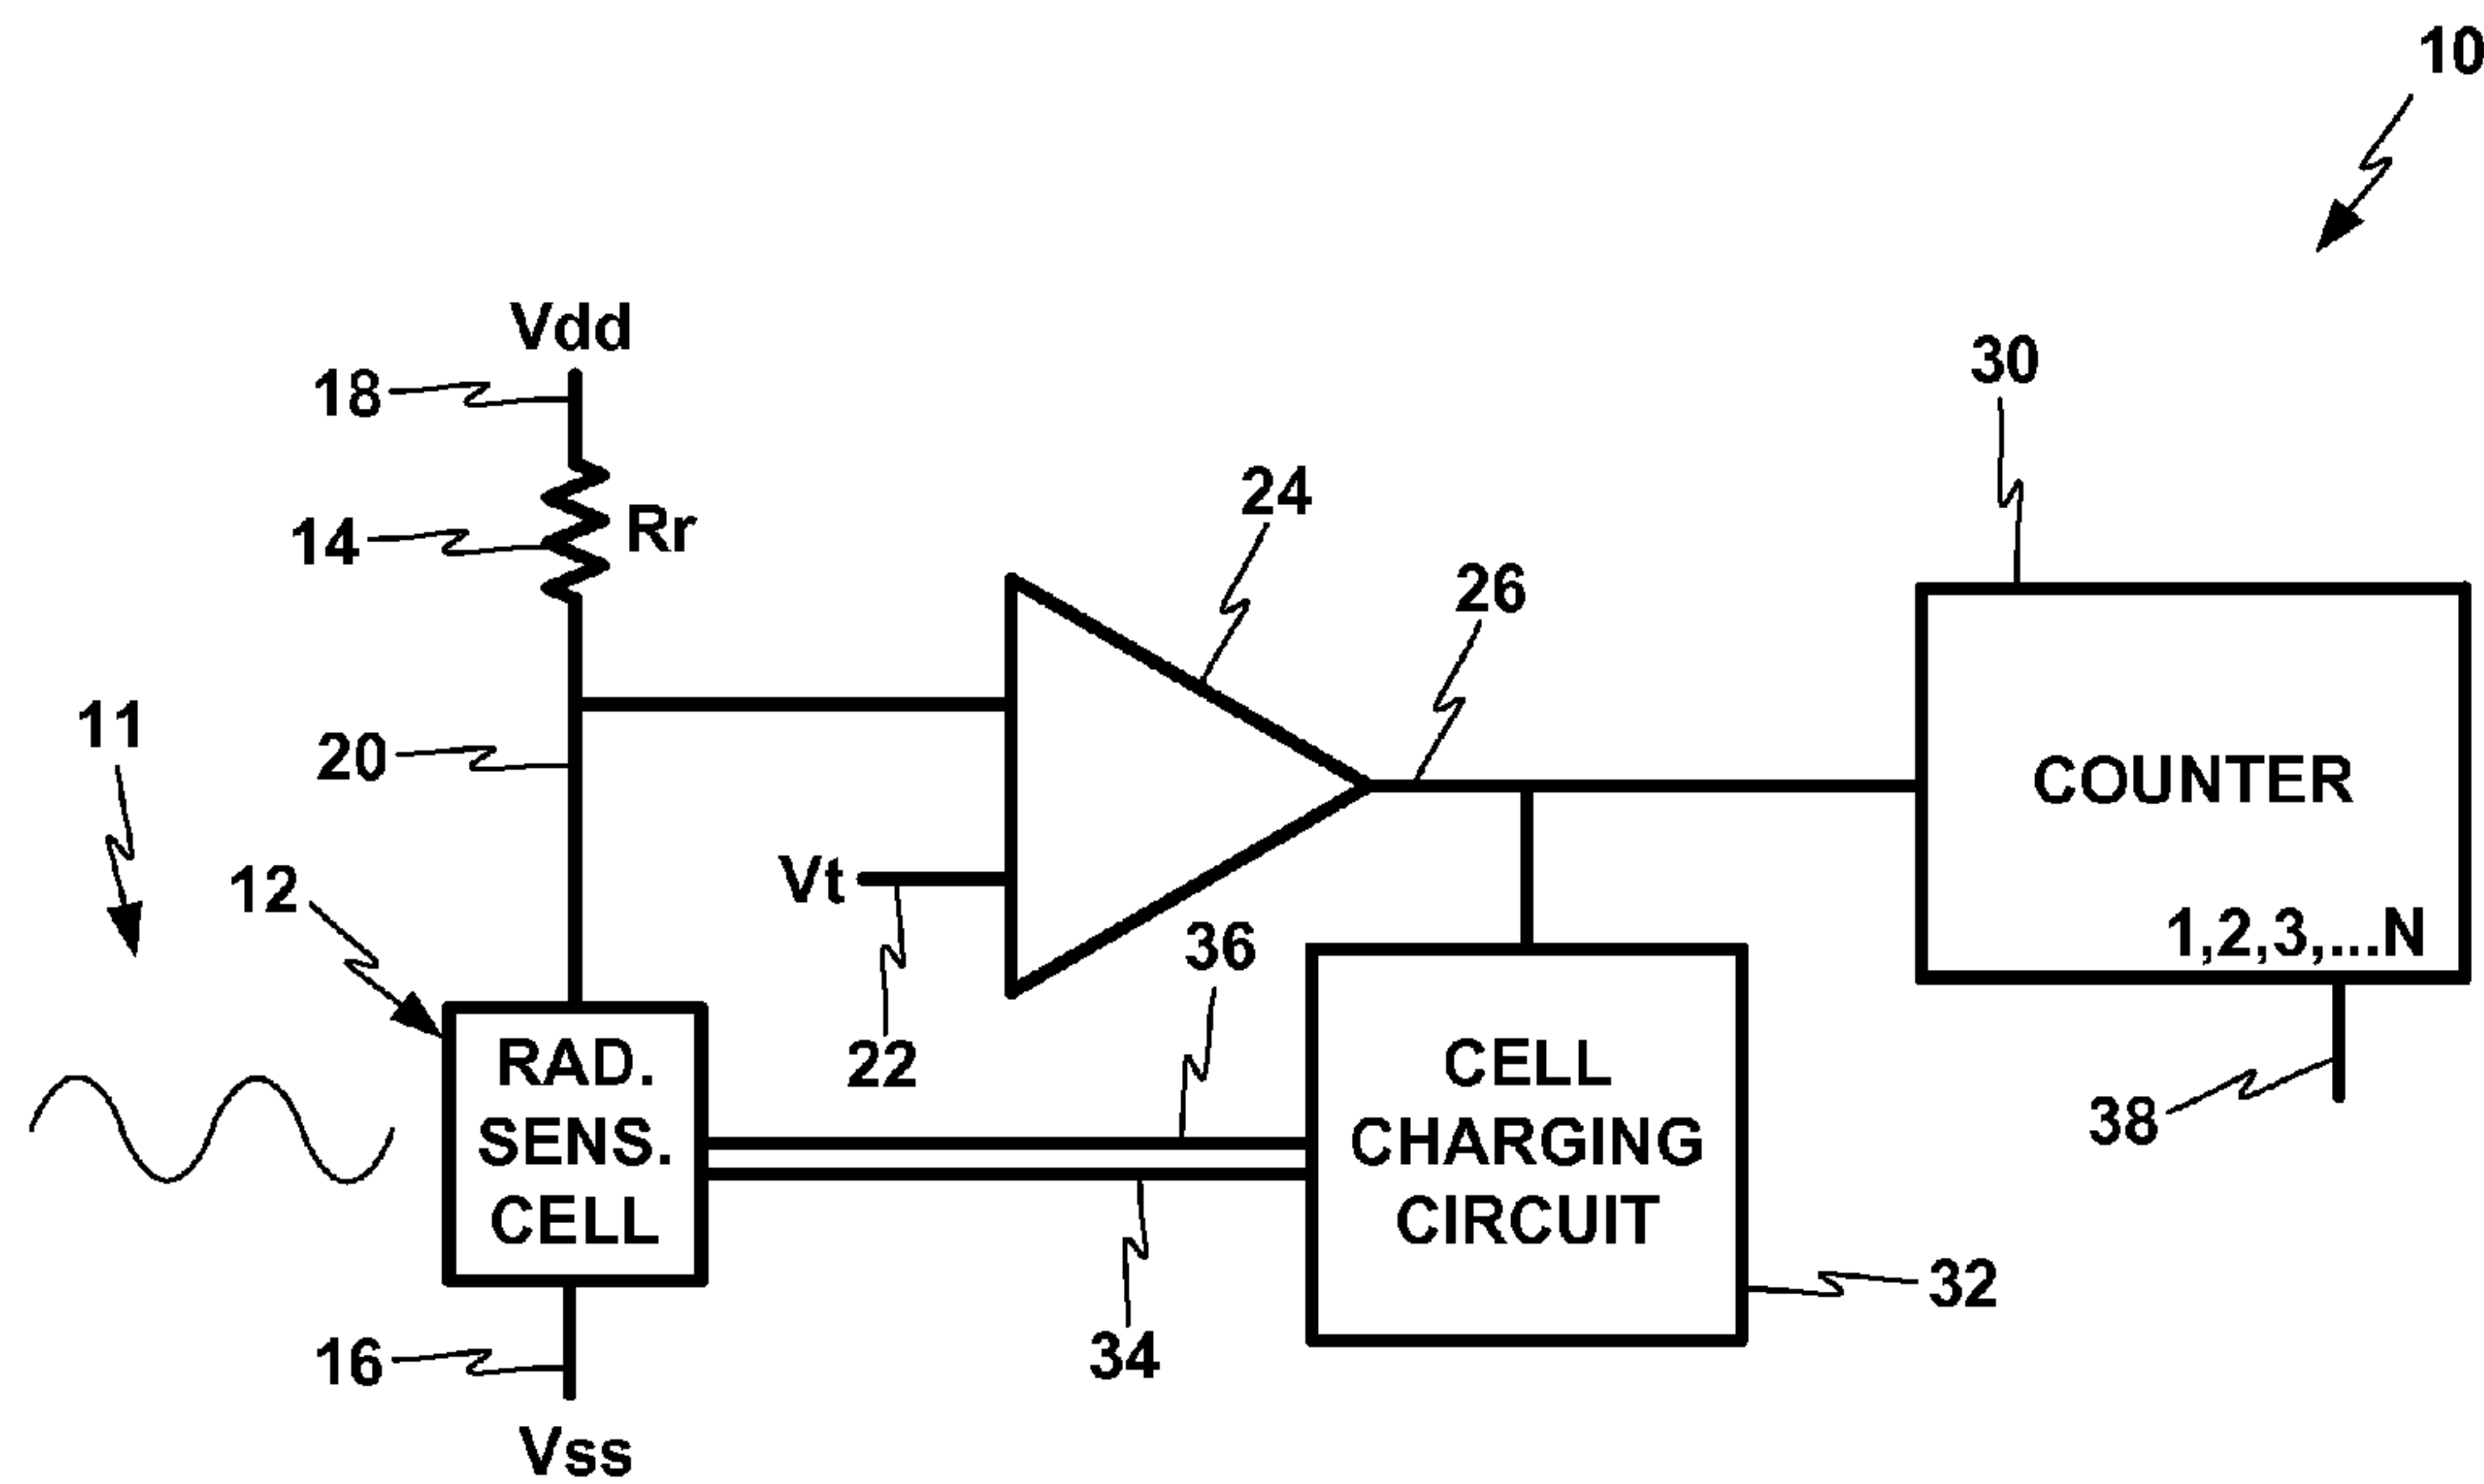 10
Vdd
18
30
14
Rr
24
26
11
20
COUNTER
Vt
12
1,2,3,...N
36
22
RAD.
SENS.
CELL
CELL
CHARGING
CIRCUIT
38
32
34
16
Vss